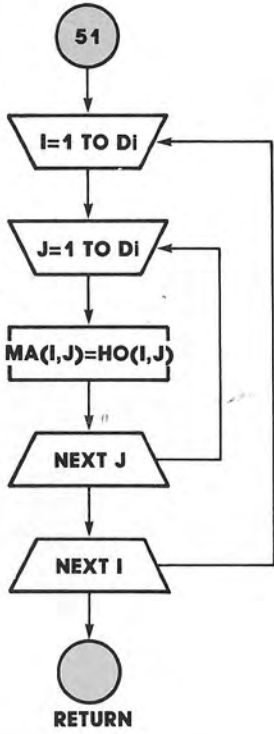 51
I=1 TO Di
J=1 TO Di
MA(I,J)=HO(I,J)
NEXT J
NEXT I
RETURN